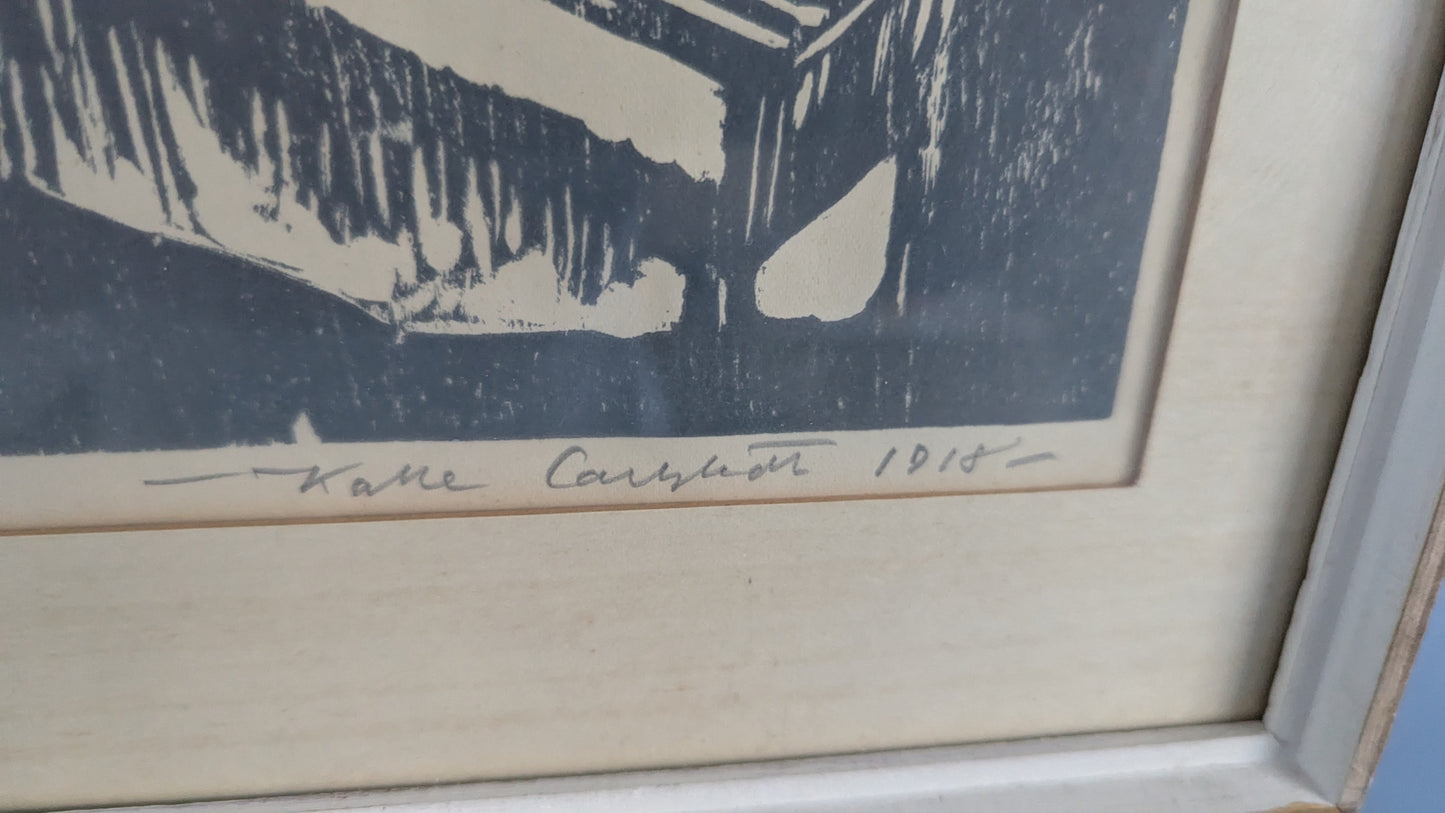 — Kalle Carlstedt 1918 —